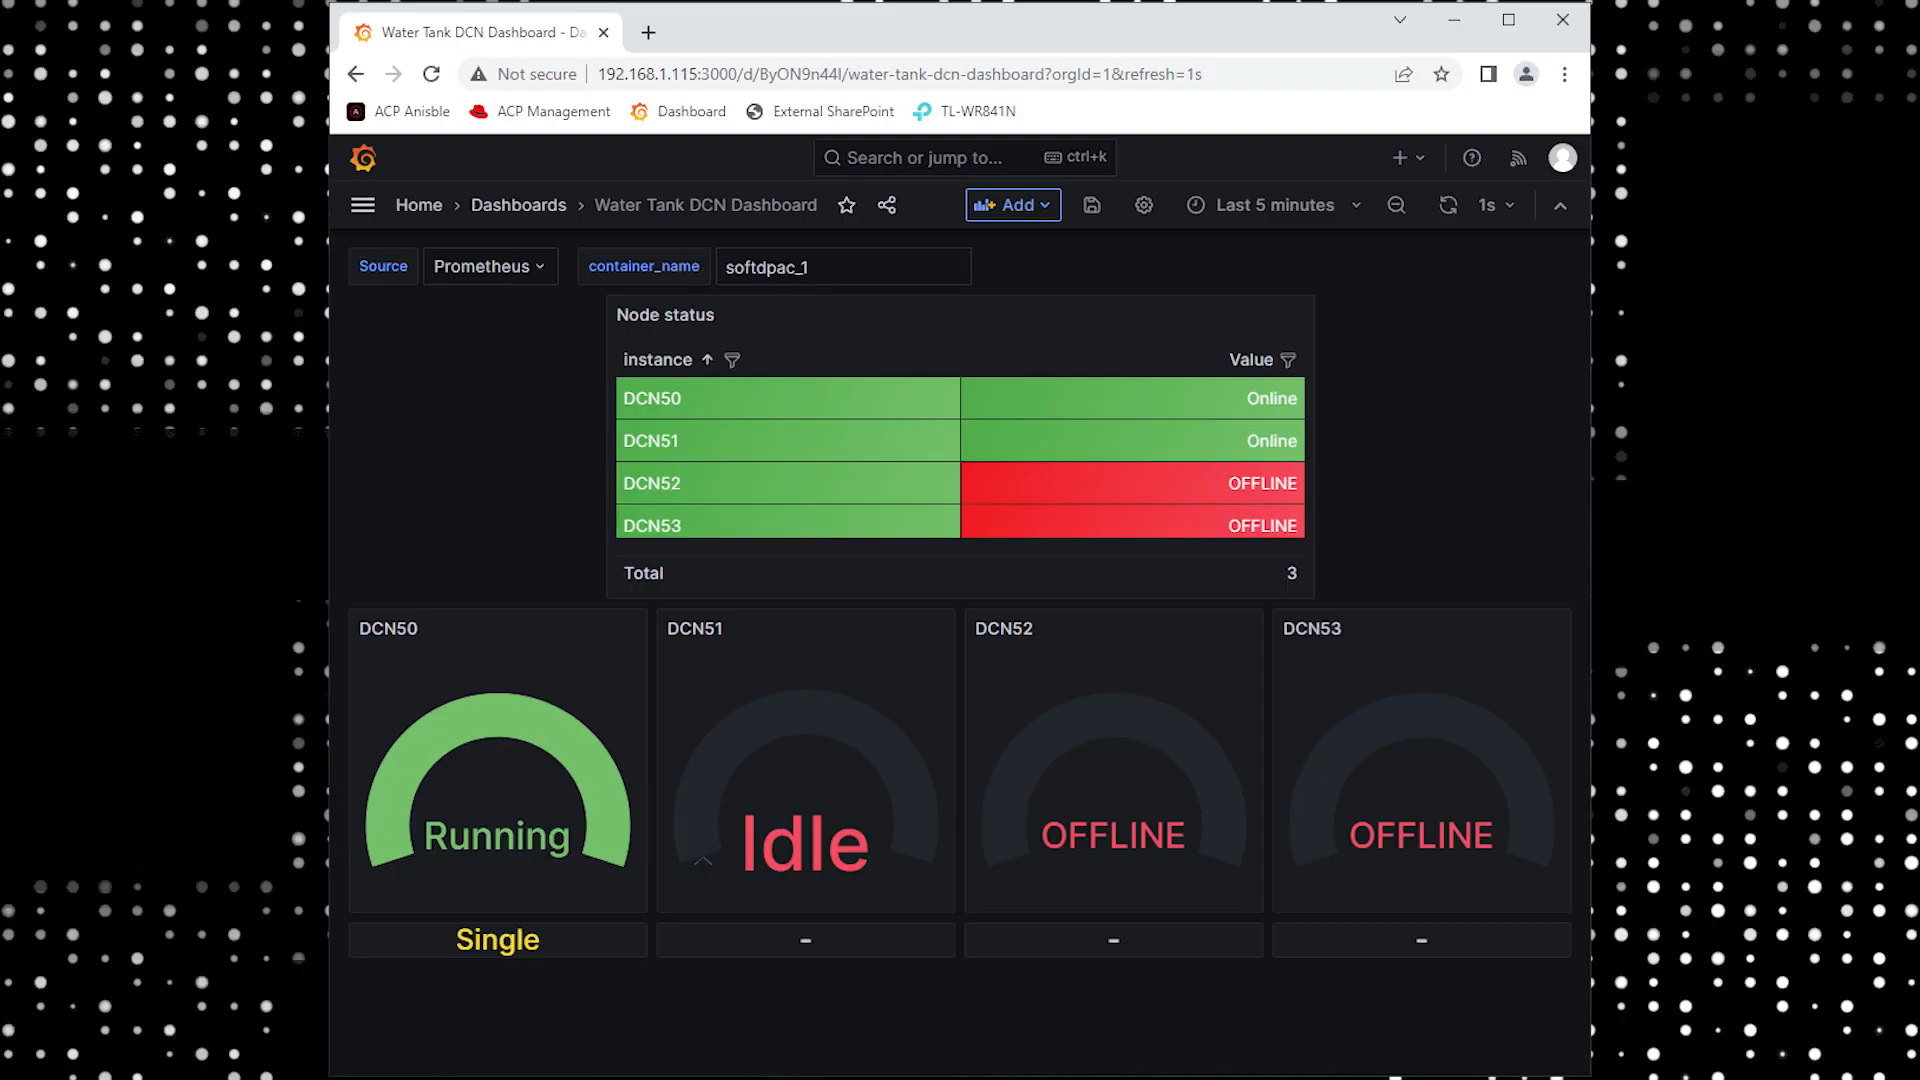 Water Tank DCN Dashboard - Da
Not secure 192.168.1.115:3000/d/ByON9n44I/water-tank-dcn-dashboard?orgId=1&refresh=1s
ACP Anisble ACP Management Dashboard External SharePoint TL-WR841N
Search or jump to... ctrl+k
Home Dashboards Water Tank DCN Dashboard Add Last 5 minutes 1s
Source Prometheus container_name softdpac_1
Node status
instance Value
DCN50 Online
DCN51 Online
DCN52 OFFLINE
DCN53 OFFLINE
Total 3
DCN50 DCN51 DCN52 DCN53
Running Idle OFFLINE OFFLINE
Single - - -